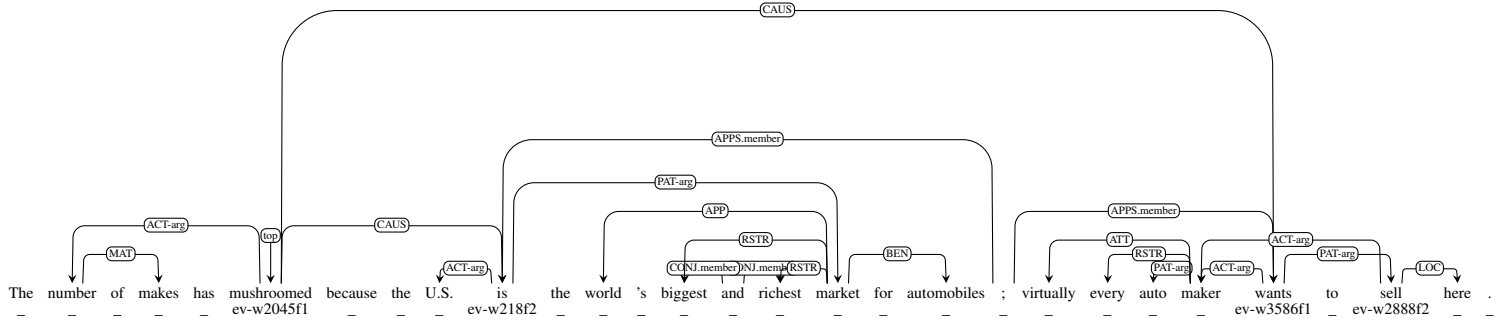 CAUS
APPS.member
PAT-arg
APP APPS.member
ACT-arg CAUS
top RSTR ATT ACT-arg
MAT BEN RSTR PAT-arg
ACT-arg CONJ.member RSTR PAT-arg ACT-arg LOC
The number of makes has mushroomed because the U.S. is the world 's biggest and richest market for automobiles ; virtually every auto maker wants to sell here .
_ _ _ _ _ ev-w2045f1 _ _ _ ev-w218f2 _ _ _ _ _ _ _ _ _ _ _ _ _ _ ev-w3586f1 _ ev-w2888f2 _ _